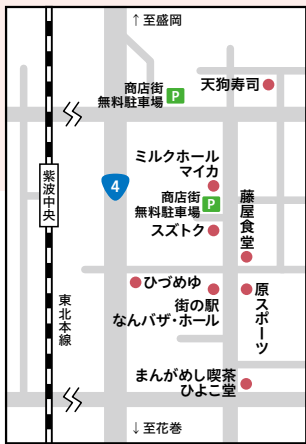 ↑至盛岡
天狗寿司
商店街
無料駐車場
P
ミルクホール
マイカ
紫波中央
4
商店街
無料駐車場
P
スズトク
藤屋食堂
ひづめゆ
街の駅
なんバザ・ホール
原スポーツ
東北本線
まんがめし喫茶
ひよこ堂
↓至花巻